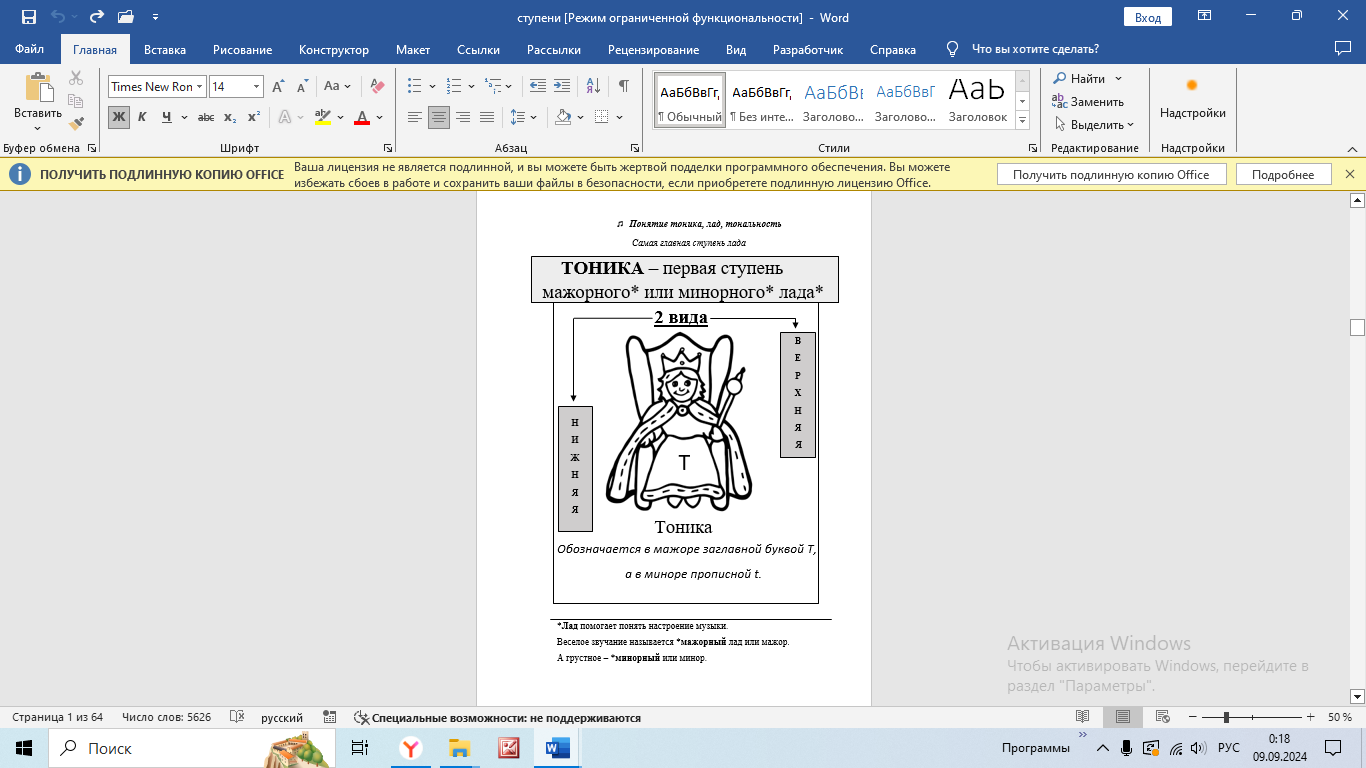 ступени [Режим ограниченной функциональности] - Word
Вход
Файл Главная Вставка Рисование Конструктор Макет Ссылки Рассылки Рецензирование Вид Разработчик Справка Что вы хотите сделать?
Вставить
Буфер обмена
Times New Ron 14
Aa
Ж К Ч abc x₂ x²
Шрифт
Абзац
АаБбВвГг, АаБбВвГг, АаБбВı АаБбВвГ АаЬ
¶ Обычный ¶ Без инте... Заголово... Заголово... Заголовок
Стили
Найти
Заменить
Выделить
Редактирование
Надстройки
Надстройки
ПОЛУЧИТЬ ПОДЛИННУЮ КОПИЮ OFFICE
Ваша лицензия не является подлинной, и вы можете быть жертвой подделки программного обеспечения. Вы можете
избежать сбоев в работе и сохранить ваши файлы в безопасности, если приобретете подлинную лицензию Office.
Получить подлинную копию Office
Подробнее
♫ Понятие тоника, лад, тональность
Самая главная ступень лада
ТОНИКА – первая ступень
мажорного* или минорного* лада*
2 вида
ВЕРХНЯЯ
НИЖНЯЯ
Т
Тоника
Обозначается в мажоре заглавной буквой Т,
а в миноре прописной t.
*Лад помогает понять настроение музыки.
Веселое звучание называется *мажорный лад или мажор.
А грустное – *минорный или минор.
Активация Windows
Чтобы активировать Windows, перейдите в
раздел "Параметры".
Страница 1 из 64 Число слов: 5626 русский Специальные возможности: не поддерживаются 50 %
Поиск
Программы
РУС
0:18
09.09.2024